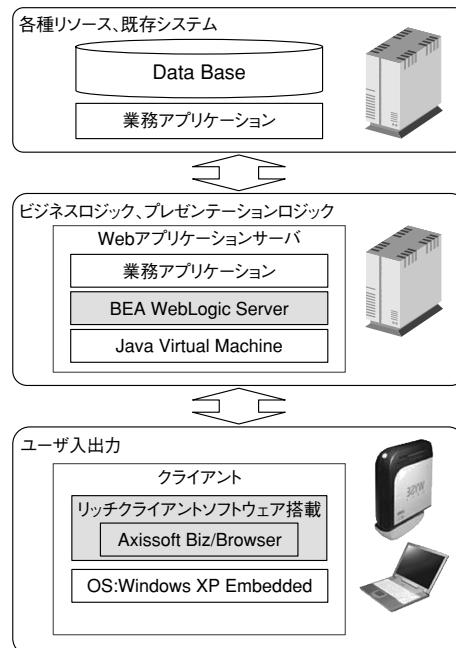 各種リソース、既存システム
Data Base
業務アプリケーション
ビジネスロジック、プレゼンテーションロジック
Webアプリケーションサーバ
業務アプリケーション
BEA WebLogic Server
Java Virtual Machine
ユーザ入出力
クライアント
リッチクライアントソフトウェア搭載
Axissoft Biz/Browser
OS:Windows XP Embedded
WYSE